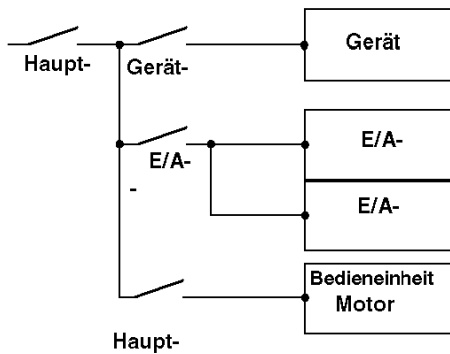 Gerät
Haupt-
Gerät-
E/A-
E/A-
-
E/A-
Bedieneinheit
Motor
Haupt-